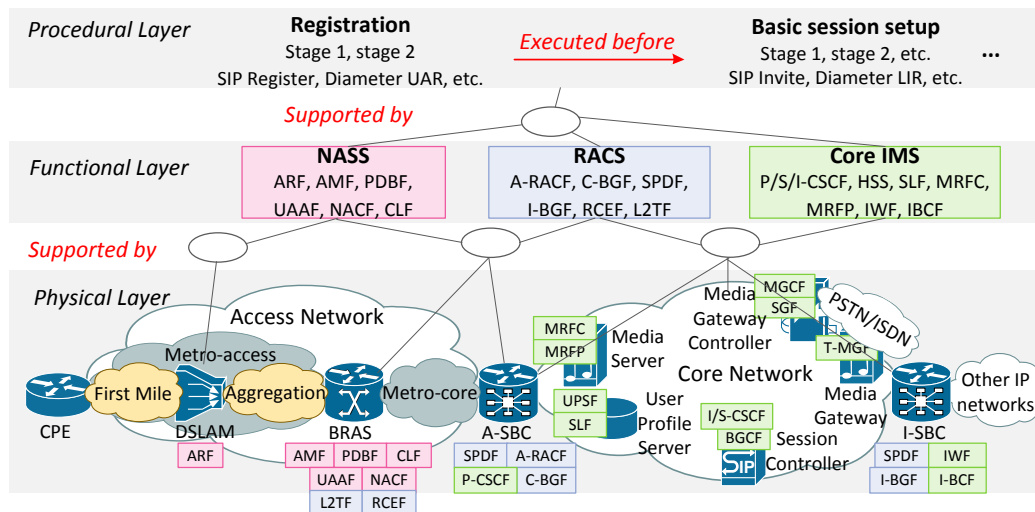 Procedural Layer
Registration
Stage 1, stage 2
SIP Register, Diameter UAR, etc.
Executed before
Basic session setup
Stage 1, stage 2, etc.
SIP Invite, Diameter LIR, etc.
...
Supported by
Functional Layer
NASS
ARF, AMF, PDBF,
UAAF, NACF, CLF
RACS
A-RACF, C-BGF, SPDF,
I-BGF, RCEF, L2TF
Core IMS
P/S/I-CSCF, HSS, SLF, MRFC,
MRFP, IWF, IBCF
Supported by
Physical Layer
Access Network
Metro-access
First Mile
Aggregation
Metro-core
CPE
DSLAM
BRAS
A-SBC
ARF
AMF PDBF CLF
UAAF NACF
L2TF RCEF
SPDF A-RACF
P-CSCF C-BGF
MRFC
MRFP
Media
Server
UPSF
SLF
User
Profile
Server
Core Network
Media
Gateway
Controller
MGCF
SGF
PSTN/ISDN
T-MGF
Media
Gateway
I/S-CSCF
BGCF
SIP
Session
Controller
I-SBC
Other IP
networks
SPDF IWF
I-BGF I-BCF